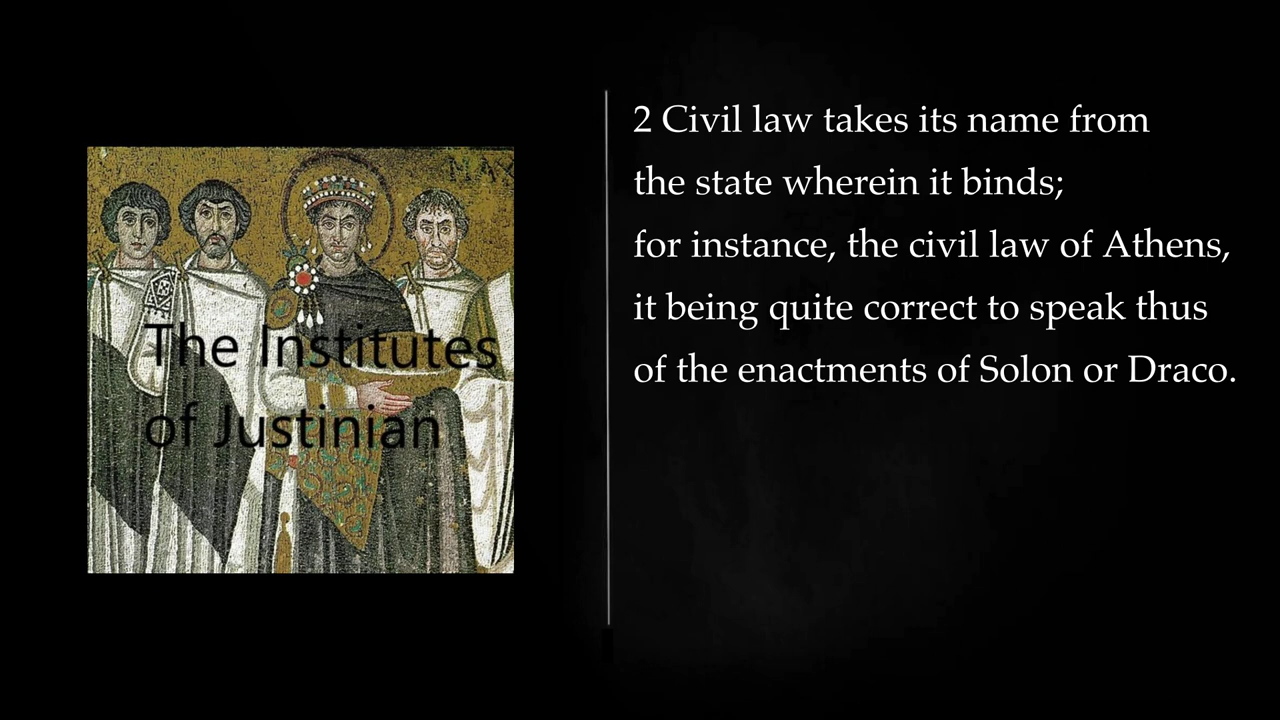 MAX
The Institutes
of Justinian
2 Civil law takes its name from
the state wherein it binds;
for instance, the civil law of Athens,
it being quite correct to speak thus
of the enactments of Solon or Draco.